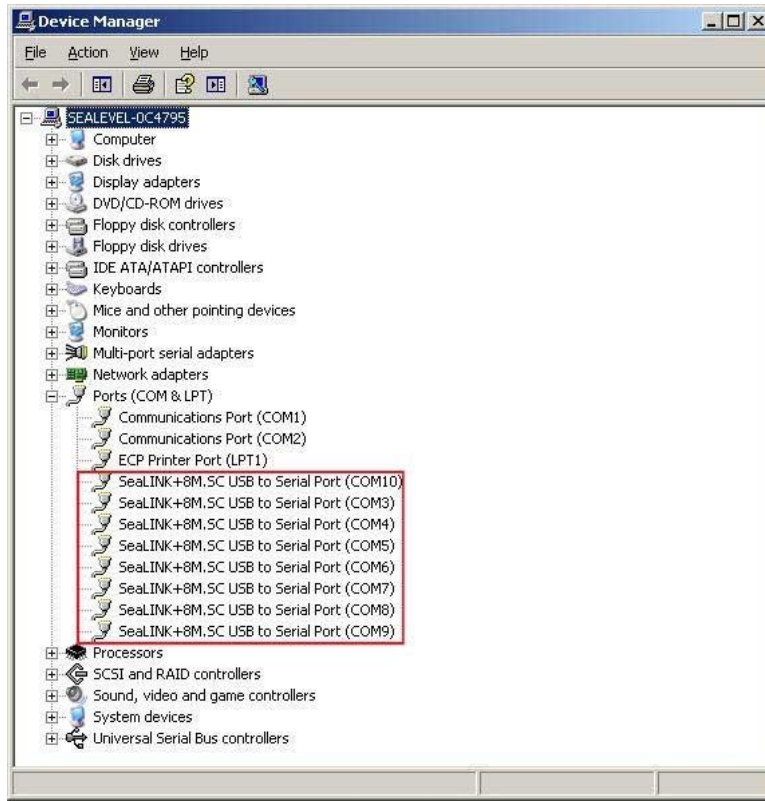 Device Manager
File Action View Help
SEALEVEL-0C4795
Computer
Disk drives
Display adapters
DVD/CD-ROM drives
Floppy disk controllers
Floppy disk drives
IDE ATA/ATAPI controllers
Keyboards
Mice and other pointing devices
Monitors
Multi-port serial adapters
Network adapters
Ports (COM & LPT)
Communications Port (COM1)
Communications Port (COM2)
ECP Printer Port (LPT1)
SeaLINK+8M.SC USB to Serial Port (COM10)
SeaLINK+8M.SC USB to Serial Port (COM3)
SeaLINK+8M.SC USB to Serial Port (COM4)
SeaLINK+8M.SC USB to Serial Port (COM5)
SeaLINK+8M.SC USB to Serial Port (COM6)
SeaLINK+8M.SC USB to Serial Port (COM7)
SeaLINK+8M.SC USB to Serial Port (COM8)
SeaLINK+8M.SC USB to Serial Port (COM9)
Processors
SCSI and RAID controllers
Sound, video and game controllers
System devices
Universal Serial Bus controllers